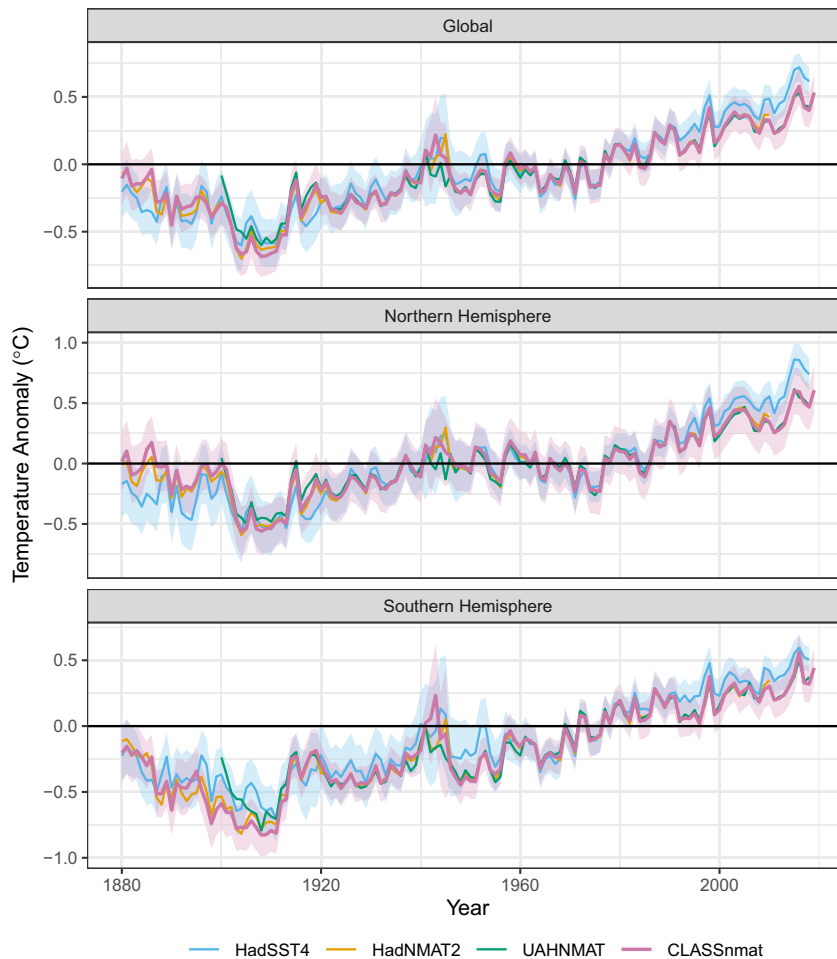 Global
0.5
0.0
−0.5
Northern Hemisphere
1.0
0.5
0.0
−0.5
Southern Hemisphere
0.5
0.0
−0.5
−1.0
Temperature Anomaly (°C)
1880 1920 1960 2000
Year
HadSST4 HadNMAT2 UAHNMAT CLASSnmat